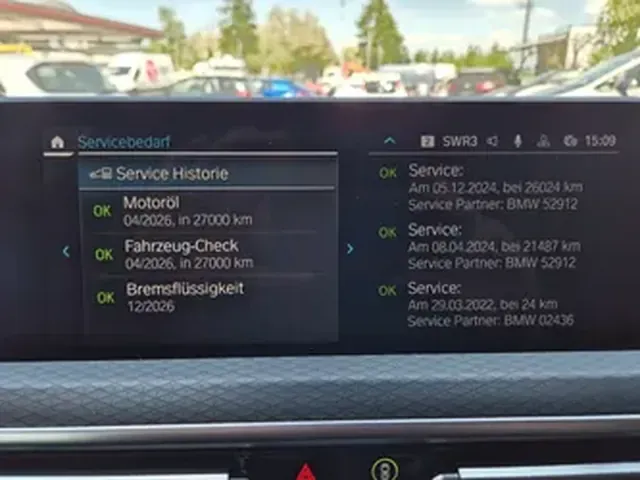 Servicebedarf
2 SWR3 15:09
Service Historie
OK Motoröl
04/2026, in 27000 km
OK Fahrzeug-Check
04/2026, in 27000 km
OK Bremsflüssigkeit
12/2026
OK Service:
Am 05.12.2024, bei 26024 km
Service Partner: BMW 52912
OK Service:
Am 08.04.2024, bei 21487 km
Service Partner: BMW 52912
OK Service:
Am 29.03.2022, bei 24 km
Service Partner: BMW 02436